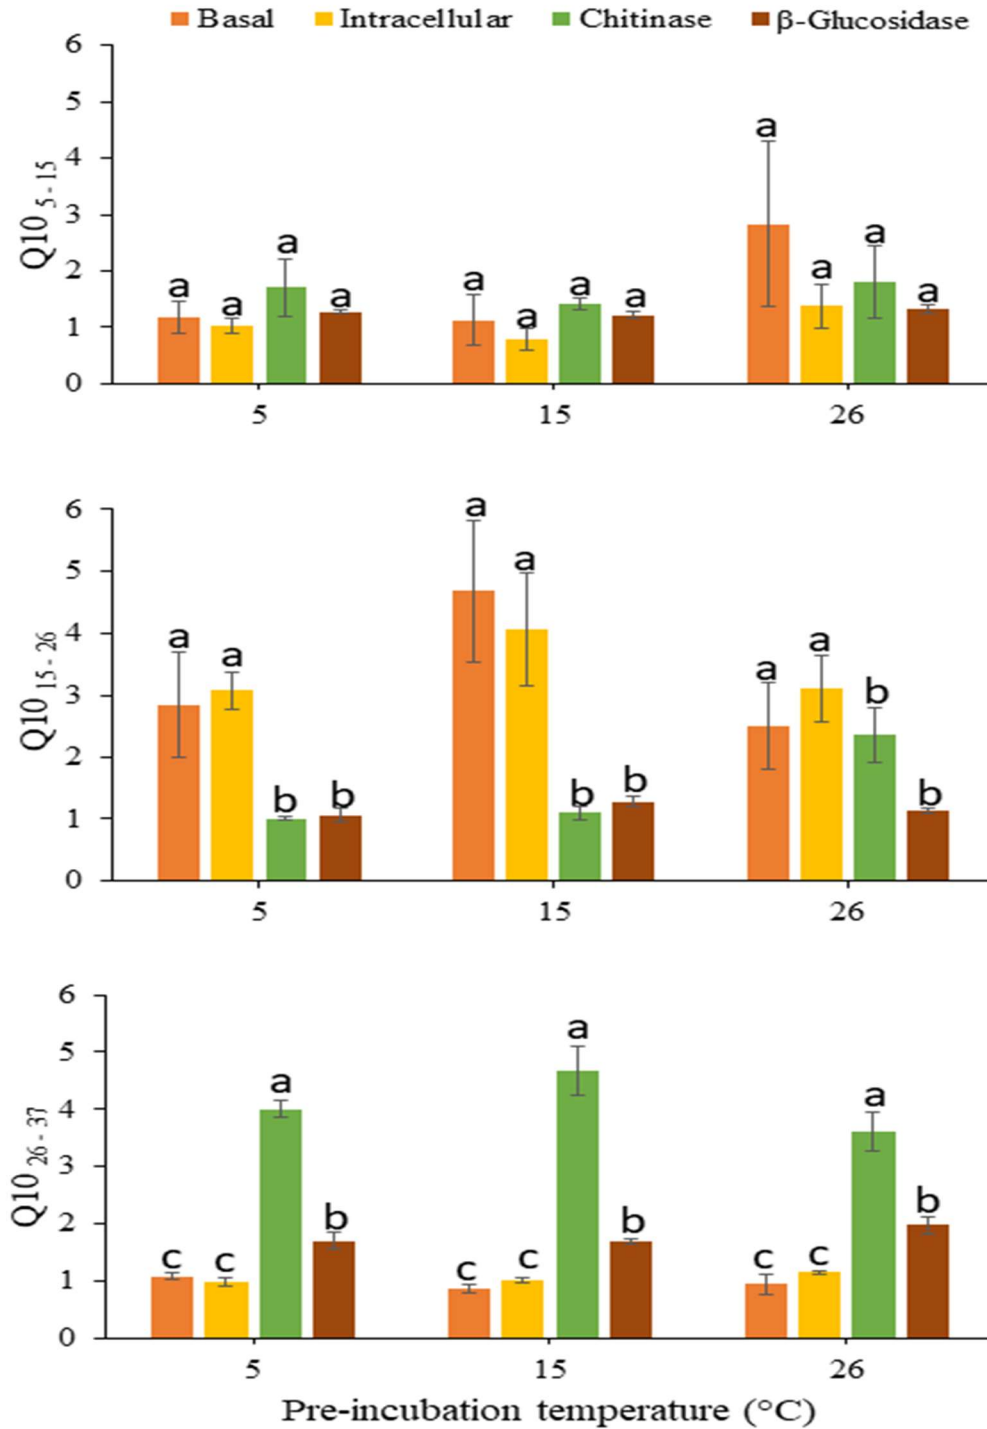 Basal Intracellular Chitinase β-Glucosidase
6
5
4
3
2
1
0
Q10 5 - 15
a a a a
a a a a
a a a a
5 15 26
6
5
4
3
2
1
0
Q10 15 - 26
a a b b
a a b b
a a b b
5 15 26
6
5
4
3
2
1
0
Q10 26 - 37
c c a b
c c a b
c c a b
5 15 26
Pre-incubation temperature (°C)